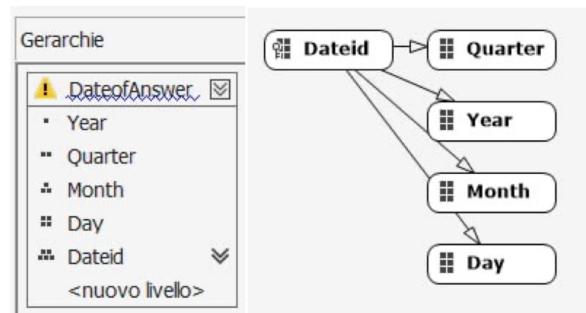 Gerarchie
DateofAnswer
Year
Quarter
Month
Day
Dateid
<nuovo livello>
Dateid
Quarter
Year
Month
Day